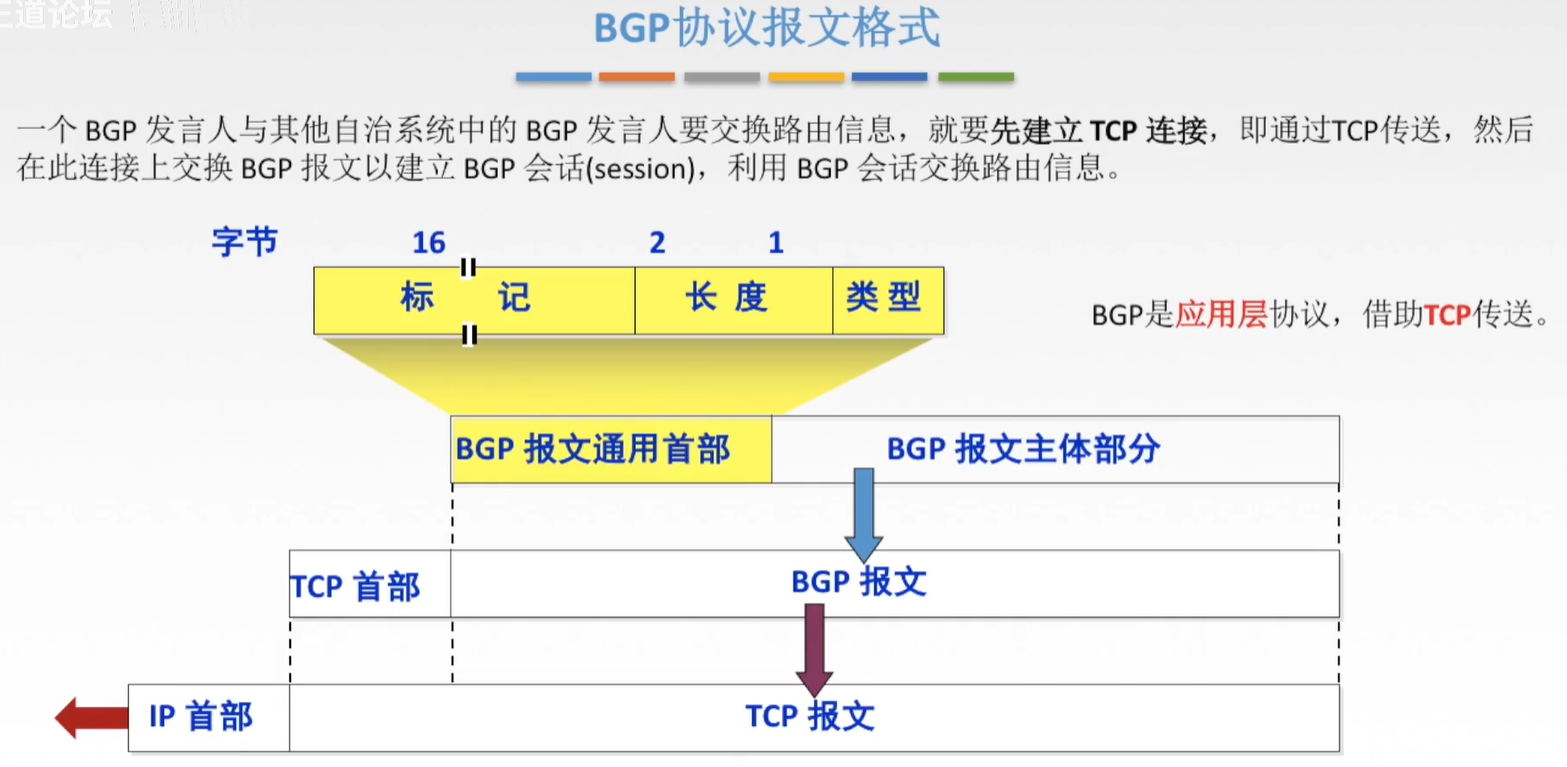 王道论坛
BGP协议报文格式
一个 BGP 发言人与其他自治系统中的 BGP 发言人要交换路由信息，就要先建立 TCP 连接，即通过TCP传送，然后
在此连接上交换 BGP 报文以建立 BGP 会话(session)，利用 BGP 会话交换路由信息。
字节 16 2 1
标 记 长 度 类 型
BGP是应用层协议，借助TCP传送。
BGP 报文通用首部 BGP 报文主体部分
TCP 首部 BGP 报文
IP 首部 TCP 报文